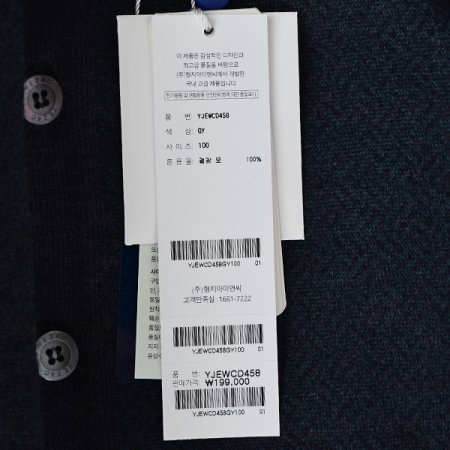 이 제품은 감성적인 디자인과
최고급 품질을 바탕으로
(주)형지아이앤씨에서 개발한
국내 고급 제품입니다.
품 번: YJEWCD458
색 상: GY
사 이 즈: 100
혼 용 율: 겉감 모 100%
YJEWCD458GY100 01
(주)형지아이앤씨
고객만족실: 1661-7222
YJEWCD458GY100 01
품 번: YJEWCD458
판매가격: ₩199,000
YJEWCD458GY100 01